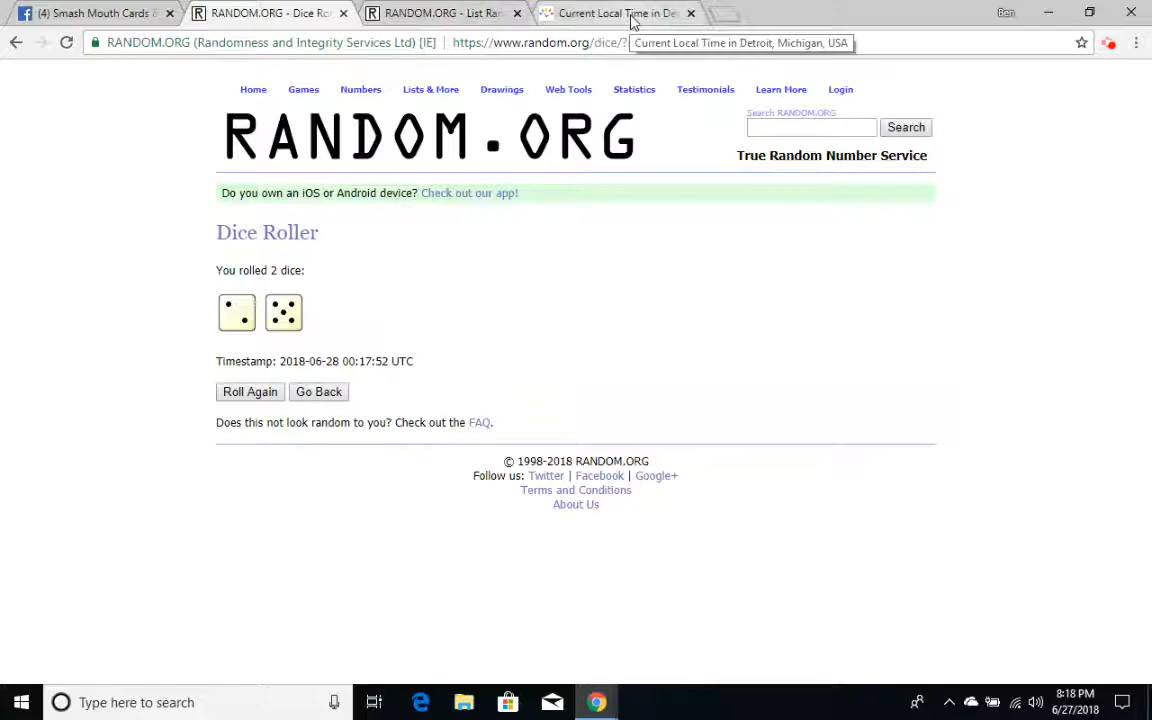 (4) Smash Mouth Cards &
RANDOM.ORG - Dice Ro
RANDOM.ORG - List Ran
Current Local Time in De
Ben
RANDOM.ORG (Randomness and Integrity Services Ltd) [IE]
https://www.random.org/dice/?
Current Local Time in Detroit, Michigan, USA
Home Games Numbers Lists & More Drawings Web Tools Statistics Testimonials Learn More Login
RANDOM.ORG
Search RANDOM.ORG
Search
True Random Number Service
Do you own an iOS or Android device? Check out our app!
Dice Roller
You rolled 2 dice:
Timestamp: 2018-06-28 00:17:52 UTC
Roll Again Go Back
Does this not look random to you? Check out the FAQ.
© 1998-2018 RANDOM.ORG
Follow us: Twitter | Facebook | Google+
Terms and Conditions
About Us
Type here to search
8:18 PM
6/27/2018